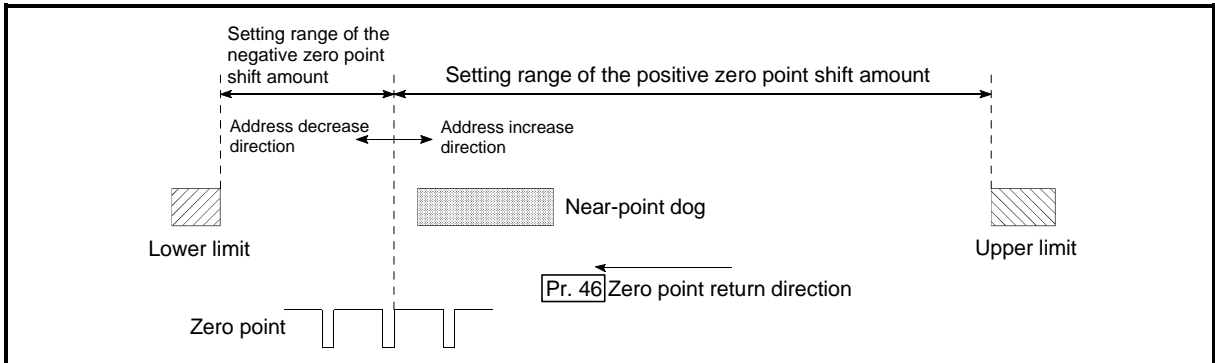 Setting range of the
negative zero point
shift amount
Setting range of the positive zero point shift amount
Address decrease
direction
Address increase
direction
Near-point dog
Lower limit
Upper limit
Pr. 46 Zero point return direction
Zero point